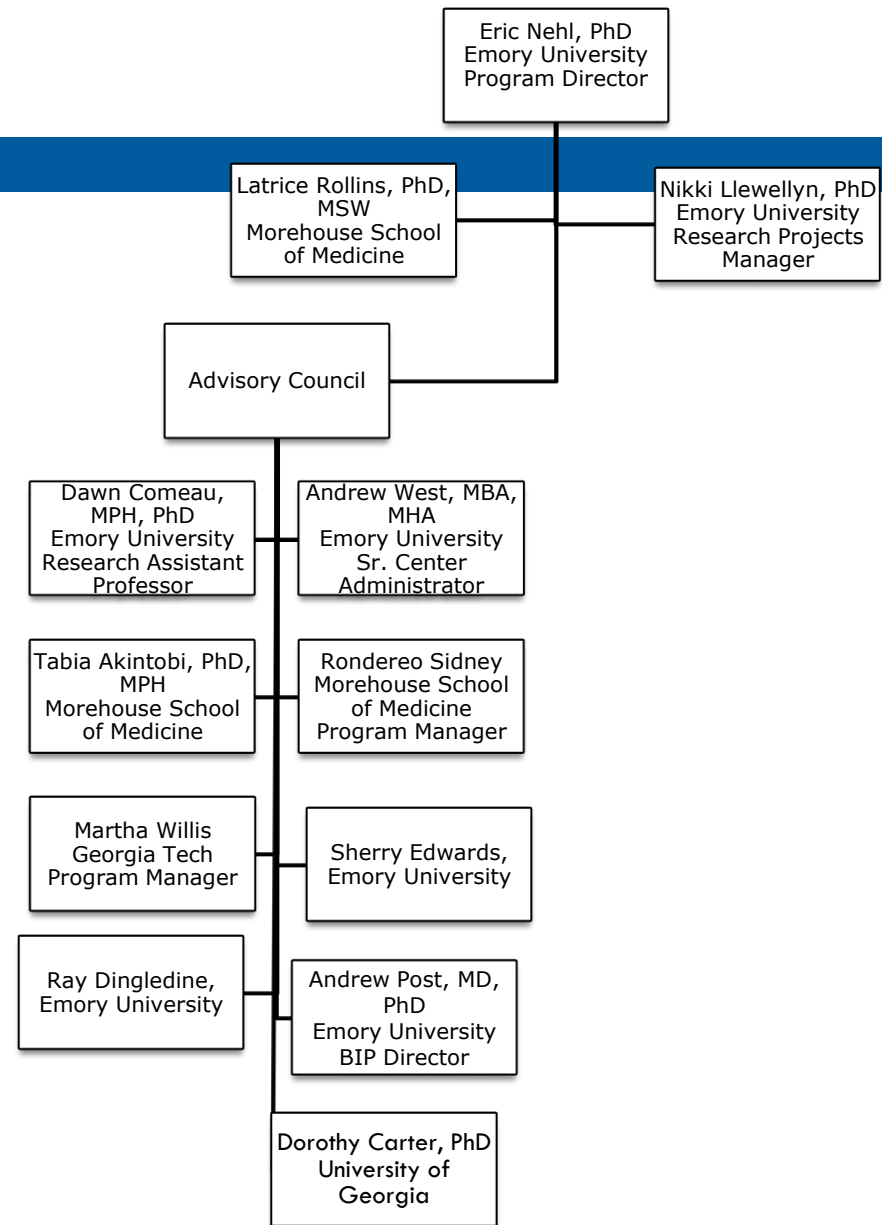 Eric Nehl, PhD
Emory University
Program Director
Latrice Rollins, PhD,
MSW
Morehouse School
of Medicine
Nikki Llewellyn, PhD
Emory University
Research Projects
Manager
Advisory Council
Dawn Comeau,
MPH, PhD
Emory University
Research Assistant
Professor
Andrew West, MBA,
MHA
Emory University
Sr. Center
Administrator
Tabia Akintobi, PhD,
MPH
Morehouse School
of Medicine
Rondereo Sidney
Morehouse School
of Medicine
Program Manager
Martha Willis
Georgia Tech
Program Manager
Sherry Edwards,
Emory University
Ray Dingledine,
Emory University
Andrew Post, MD,
PhD
Emory University
BIP Director
Dorothy Carter, PhD
University of
Georgia